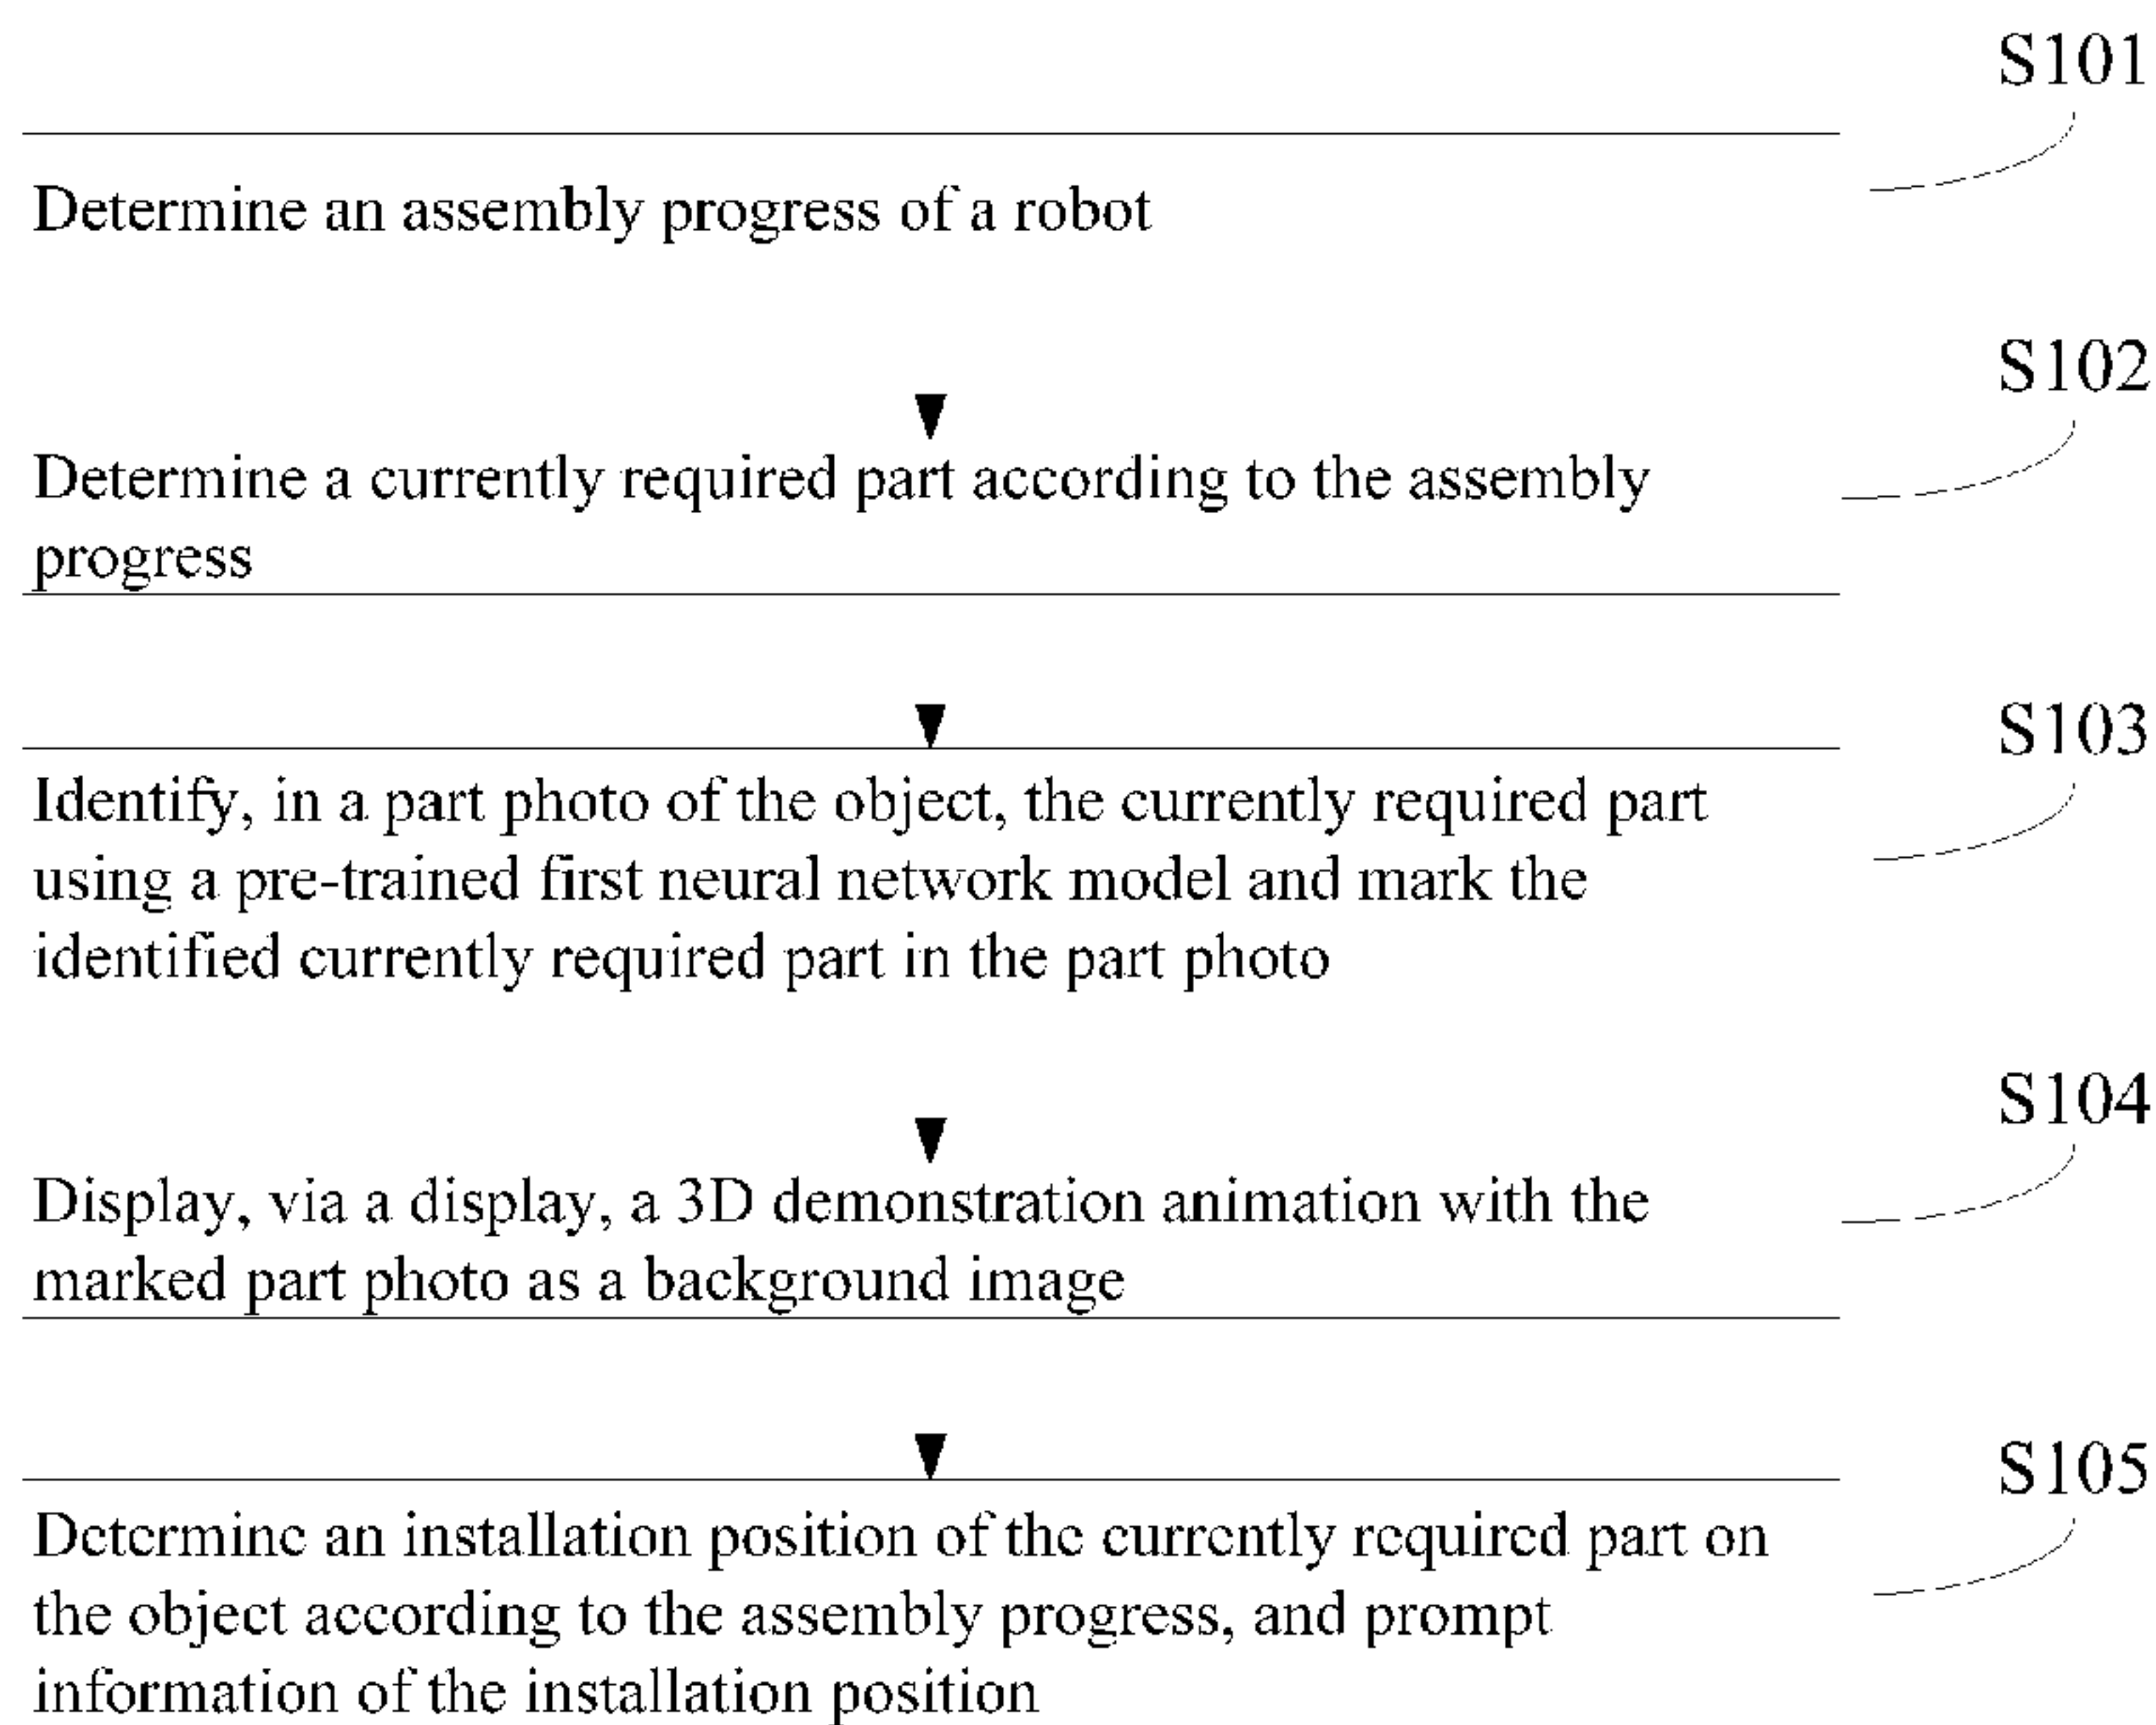 S101
Determine an assembly progress of a robot
S102
Determine a currently required part according to the assembly
progress
S103
Identify, in a part photo of the object, the currently required part
using a pre-trained first neural network model and mark the
identified currently required part in the part photo
S104
Display, via a display, a 3D demonstration animation with the
marked part photo as a background image
S105
Determine an installation position of the currently required part on
the object according to the assembly progress, and prompt
information of the installation position